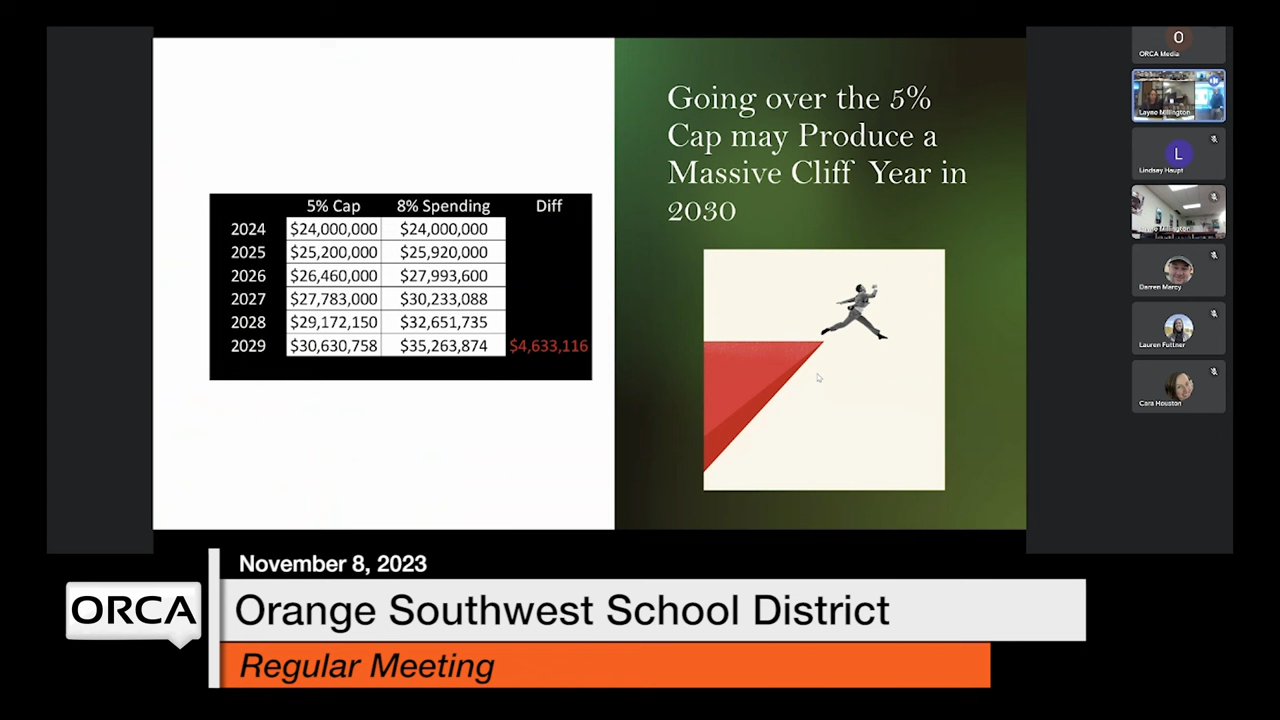 5% Cap 8% Spending Diff
2024 $24,000,000 $24,000,000
2025 $25,200,000 $25,920,000
2026 $26,460,000 $27,993,600
2027 $27,783,000 $30,233,088
2028 $29,172,150 $32,651,735
2029 $30,630,758 $35,263,874 $4,633,116
Going over the 5%
Cap may Produce a
Massive Cliff Year in
2030
O
ORCA Media
Layne Millington
L
Lindsay Haupt
Layne Millington
Darren Marcy
Lauren Futtner
Cara Houston
November 8, 2023
ORCA
Orange Southwest School District
Regular Meeting